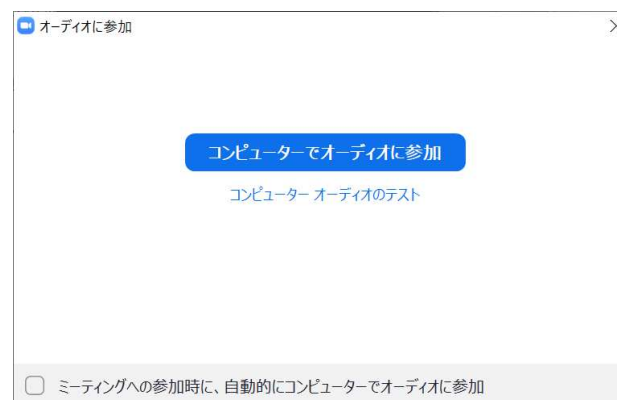 オーディオに参加
コンピューターでオーディオに参加
コンピューター オーディオのテスト
ミーティングへの参加時に、自動的にコンピューターでオーディオに参加